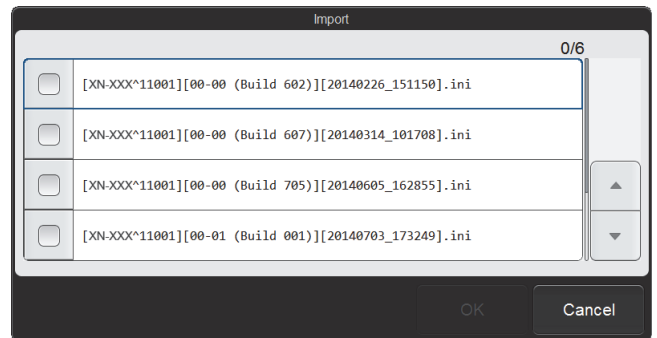 Import
0/6
[XN-XXX^11001][00-00 (Build 602)][20140226_151150].ini
[XN-XXX^11001][00-00 (Build 607)][20140314_101708].ini
[XN-XXX^11001][00-00 (Build 705)][20140605_162855].ini
[XN-XXX^11001][00-01 (Build 001)][20140703_173249].ini
OK Cancel